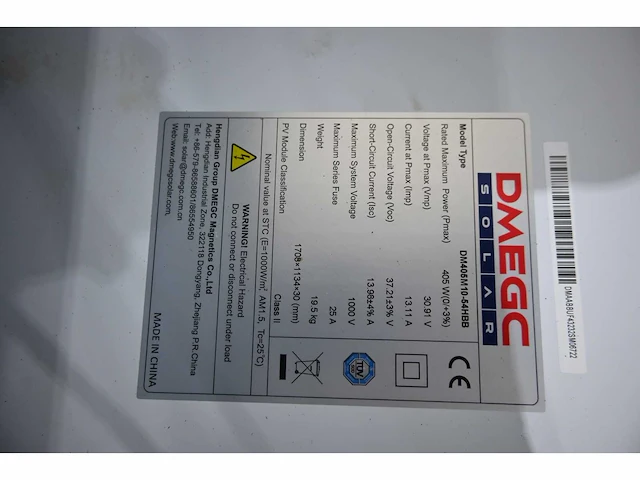 DMAABBUF43222SM06722
DMEGC
SOLAR
Model Type DM405M10-54HBB
Rated Maximum Power (Pmax) 405 W(0/+3%)
Voltage at Pmax (Vmp) 30.91 V
Current at Pmax (Imp) 13.11 A
Open-Circuit Voltage (Voc) 37.21±3% V
Short-Circuit Current (Isc) 13.98±4% A
Maximum System Voltage 1000 V
Maximum Series Fuse 25 A
Weight 19.5 kg
Dimension 1708×1134×30 (mm)
PV Module Classification Class II
Nominal value at STC (E=1000W/m², AM1.5, Tc=25°C)
CE
TÜV
WARNING! Electrical Hazard
Do not connect or disconnect under load
Hengdian Group DMEGC Magnetics Co.,Ltd
Add: Hengdian Industrial Zone, 322118 Dongyang, Zhejiang P.R.China
Tel: +86-579-86588601/86554950
Email: solar@dmegc.com.cn
Web:www.dmegcsolar.com
MADE IN CHINA